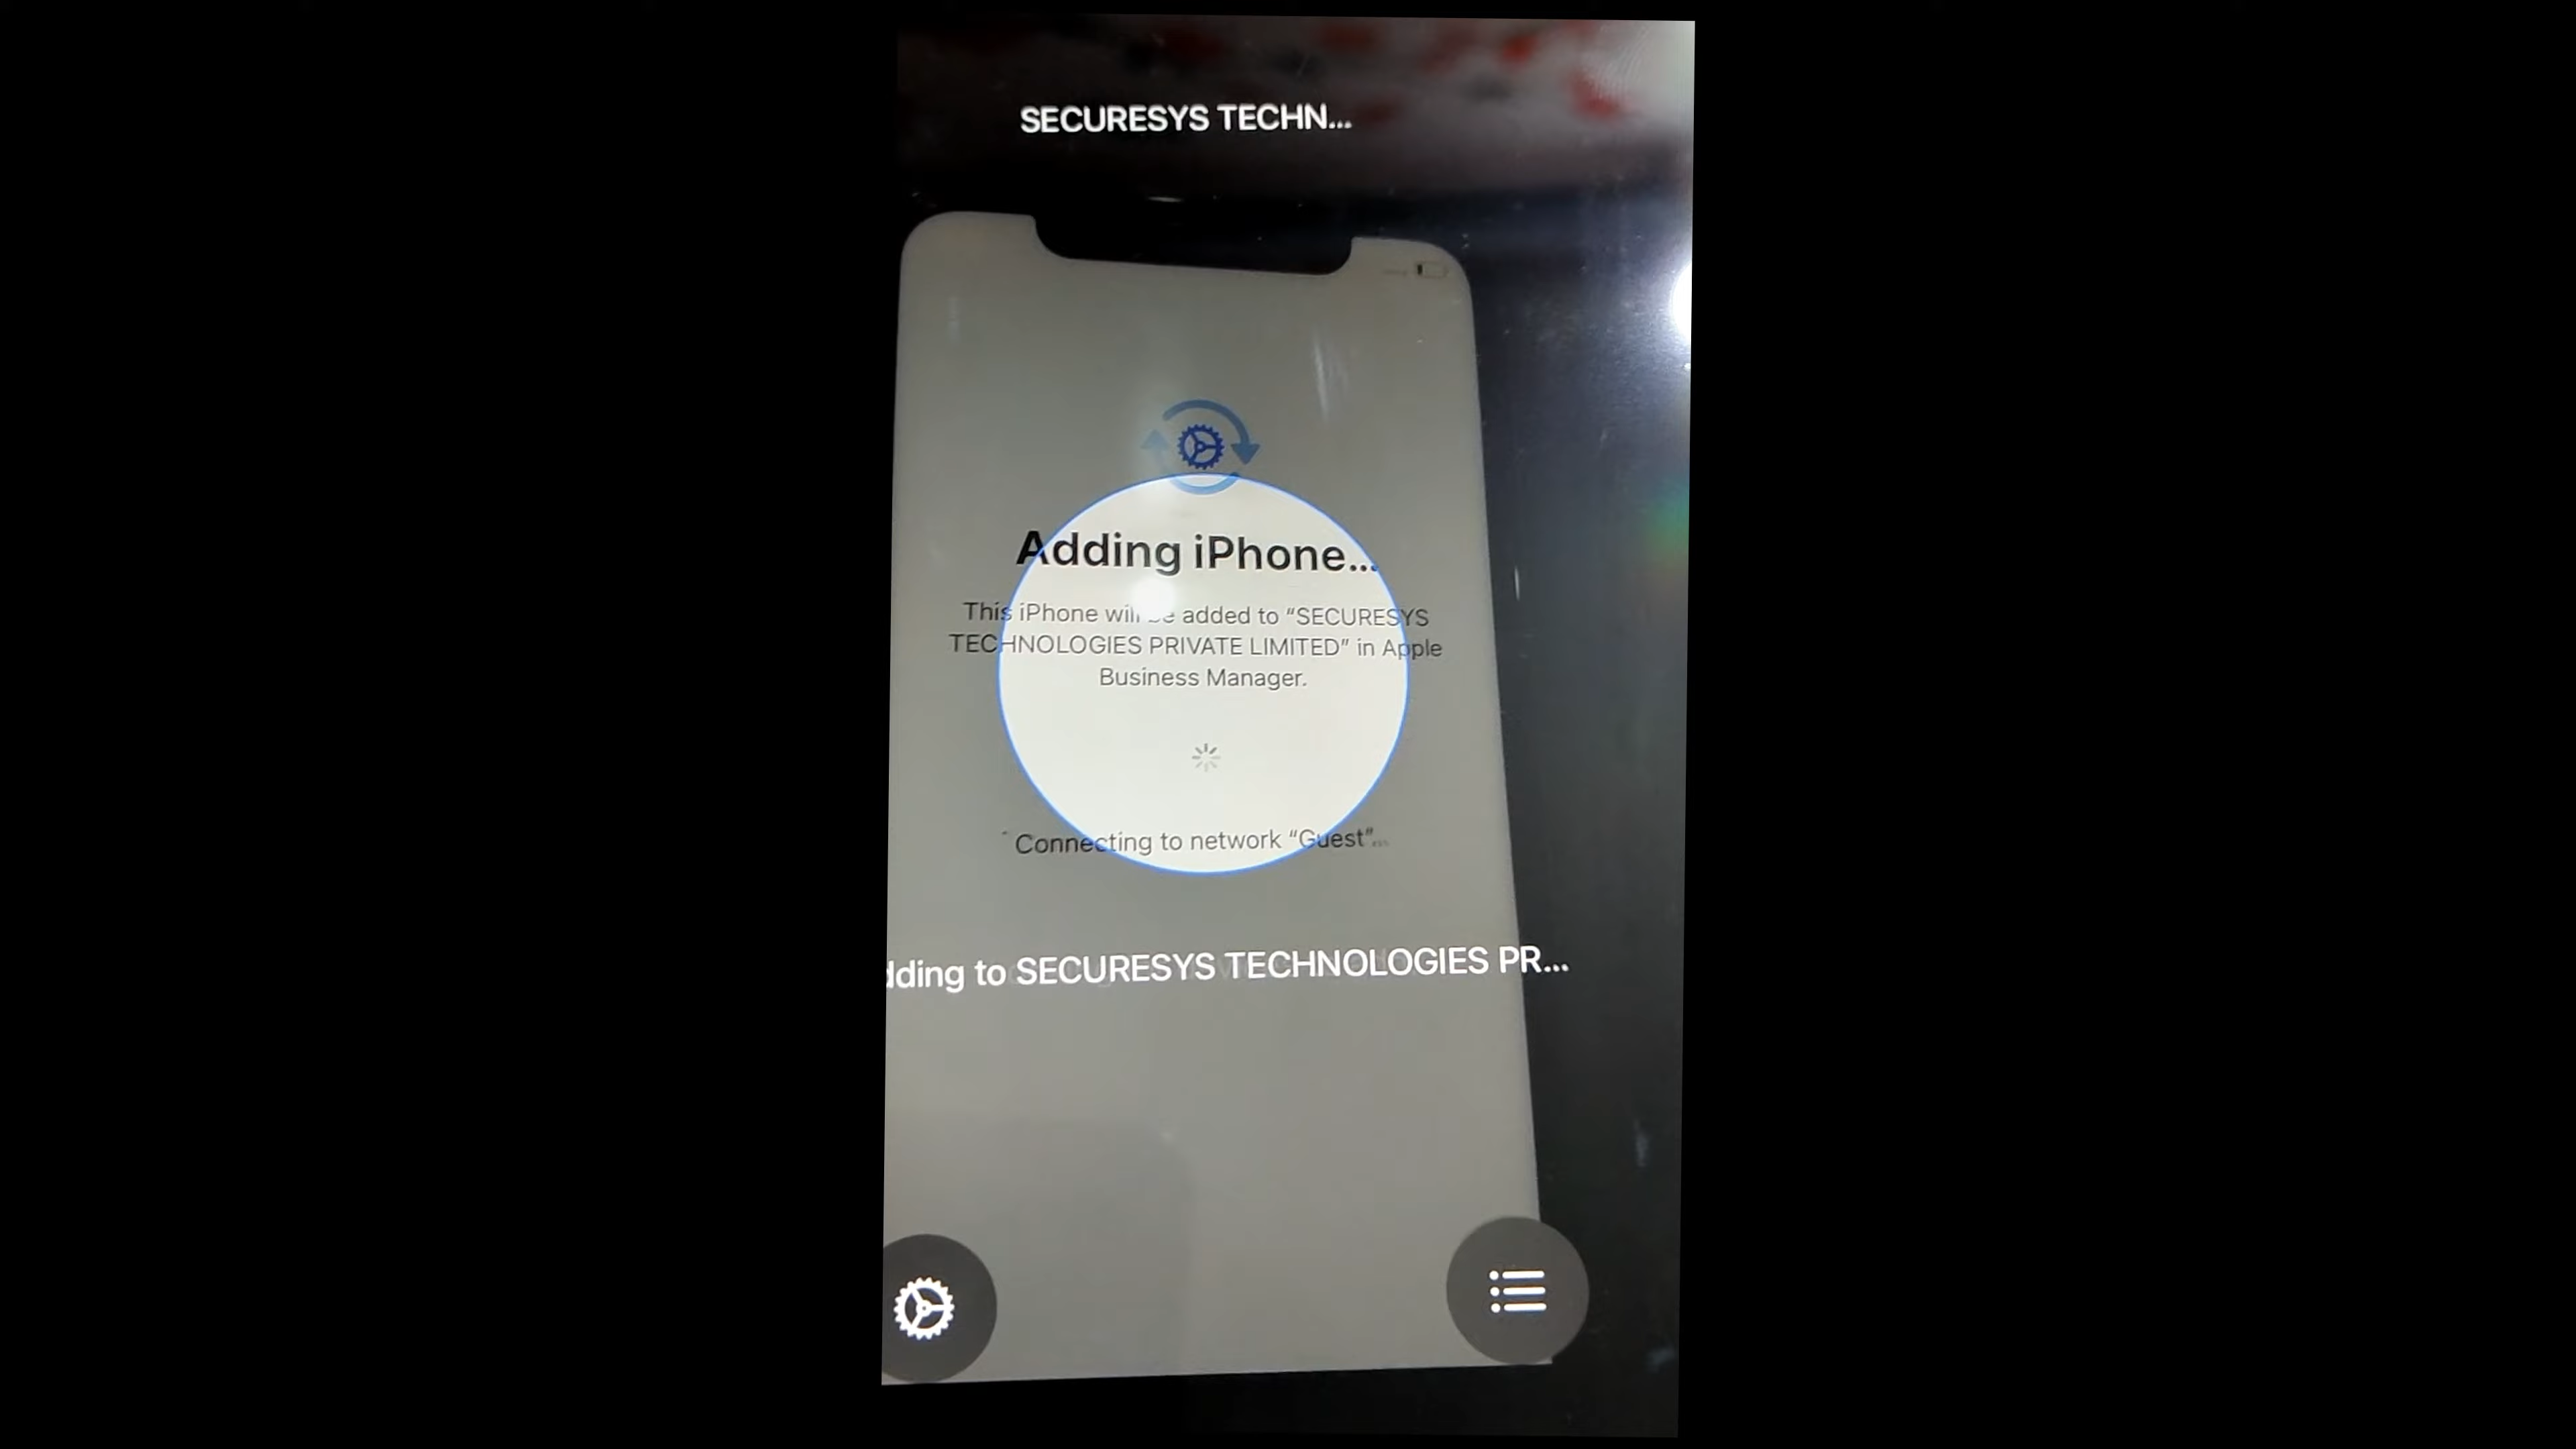 SECURESYS TECHN...
Adding iPhone...
This iPhone will be added to “SECURESYS
TECHNOLOGIES PRIVATE LIMITED” in Apple
Business Manager.
Connecting to network “Guest”
dding to SECURESYS TECHNOLOGIES PR...